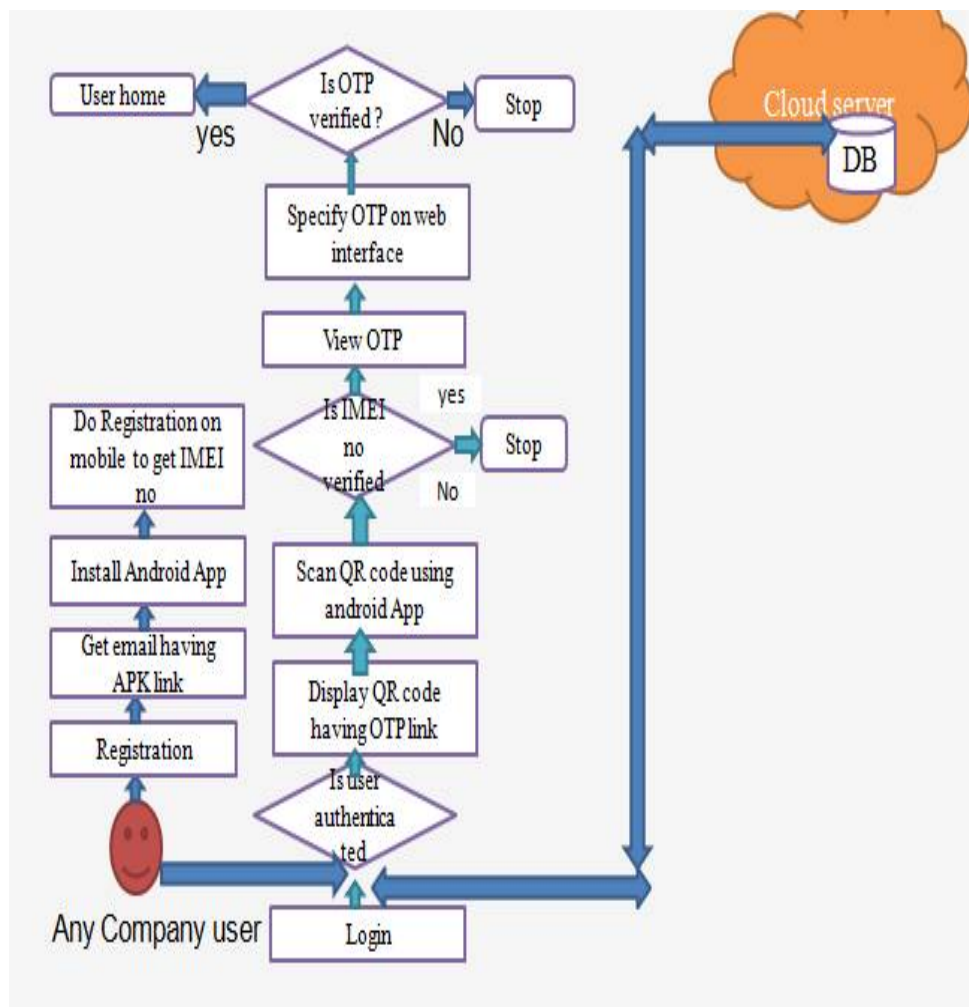 Is OTP
verified ?
User home
Stop
yes
No
Cloud server
DB
Specify OTP on web
interface
View OTP
yes
Is IMEI
no
verified
Stop
No
Do Registration on
mobile to get IMEI
no
Install Android App
Scan QR code using
android App
Get email having
APK link
Display QR code
having OTP link
Registration
Is user
authentica
ted
Any Company user
Login